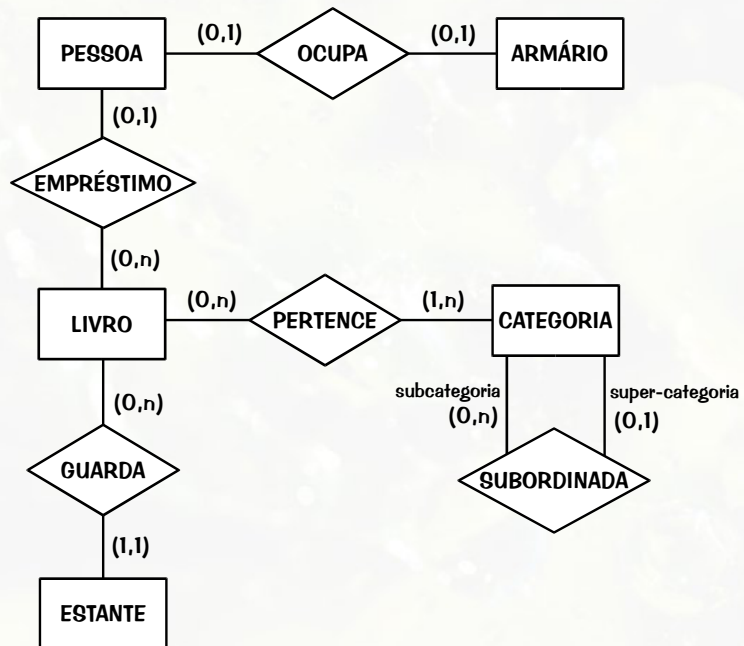 PESSOA
(0,1)
OCUPA
(0,1)
ARMÁRIO
(0,1)
EMPRÉSTIMO
(0,n)
LIVRO
(0,n)
PERTENCE
(1,n)
CATEGORIA
subcategoria
(0,n)
super-categoria
(0,1)
SUBORDINADA
(0,n)
GUARDA
(1,1)
ESTANTE